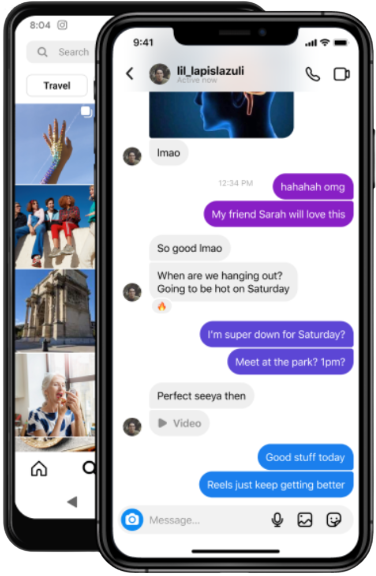 8:04
Search
Travel
9:41
lil_lapislazuli
Active now
lmao
12:34 PM
hahahah omg
My friend Sarah will love this
So good lmao
When are we hanging out?
Going to be hot on Saturday
I'm super down for Saturday?
Meet at the park? 1pm?
Perfect seeya then
Video
Good stuff today
Reels just keep getting better
Message...